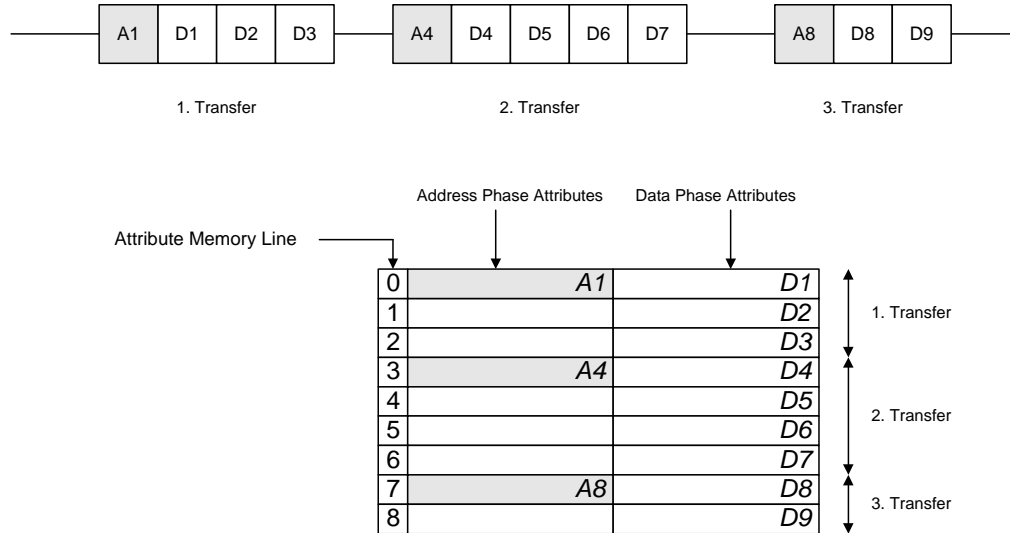 A1 D1 D2 D3 A4 D4 D5 D6 D7 A8 D8 D9
1. Transfer 2. Transfer 3. Transfer
Address Phase Attributes Data Phase Attributes
Attribute Memory Line
0 A1 D1
1 D2
2 D3
1. Transfer
3 A4 D4
4 D5
5 D6
6 D7
2. Transfer
7 A8 D8
8 D9
3. Transfer